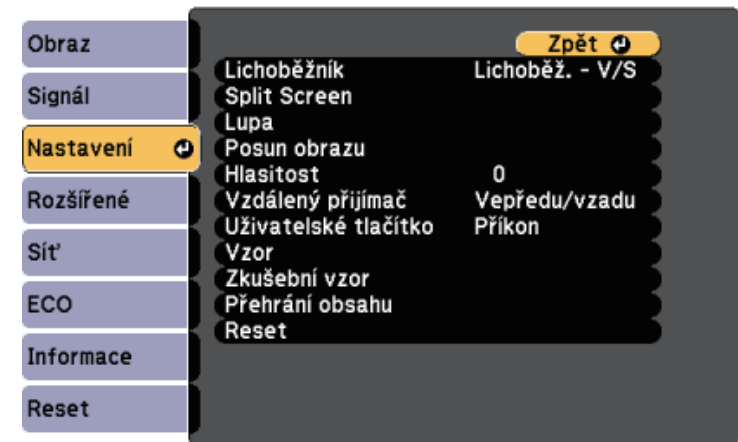 Obraz
Signál
Nastavení
Rozšířené
Síť
ECO
Informace
Reset
Zpět
Lichoběžník Lichoběž. - V/S
Split Screen
Lupa
Posun obrazu
Hlasitost 0
Vzdálený přijímač Vepředu/vzadu
Uživatelské tlačítko Příkon
Vzor
Zkušební vzor
Přehrání obsahu
Reset